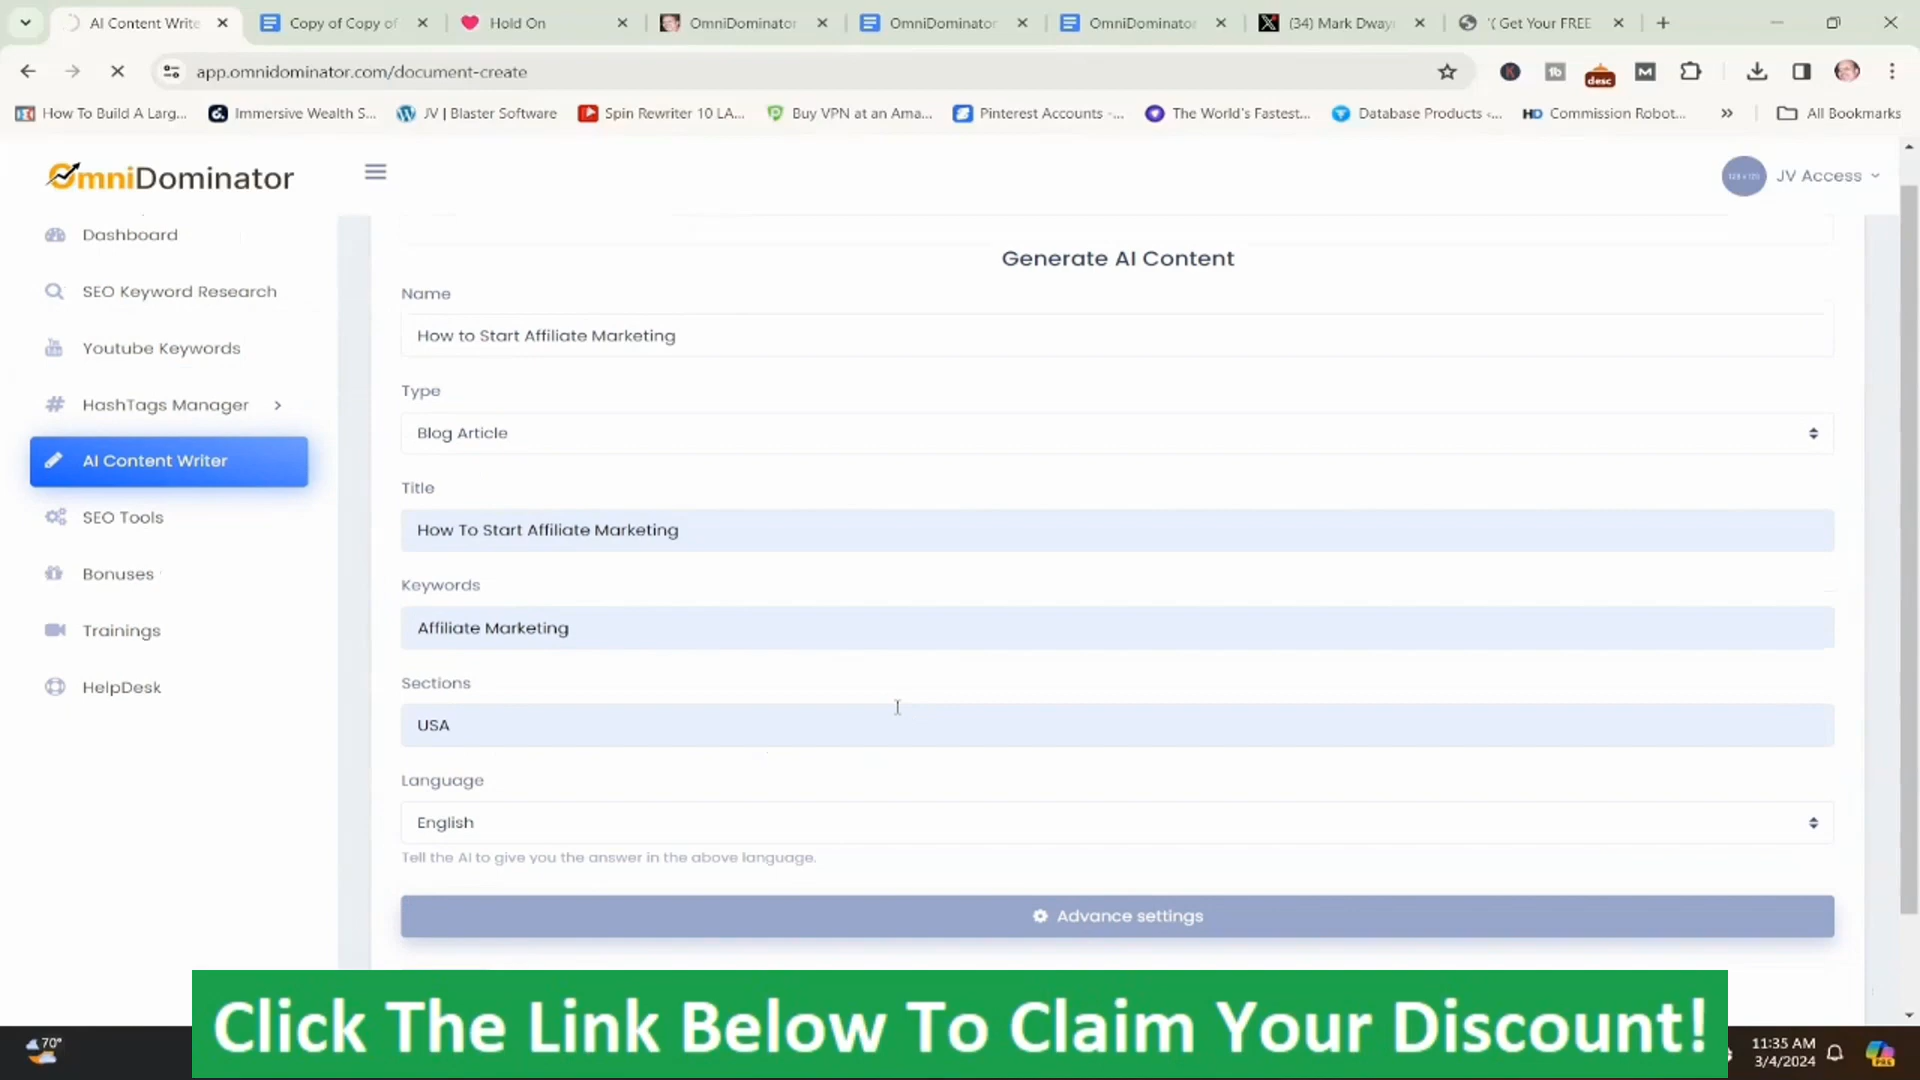 AI Content Write
Copy of Copy of
Hold On
OmniDominator
OmniDominator
OmniDominator
(34) Mark Dway
'( Get Your FREE
app.omnidominator.com/document-create
desc
How To Build A Larg...
Immersive Wealth S...
JV | Blaster Software
Spin Rewriter 10 LA...
Buy VPN at an Ama...
Pinterest Accounts -...
The World's Fastest...
Database Products ‹...
HD Commission Robot...
All Bookmarks
OmniDominator
JV Access
Dashboard
SEO Keyword Research
Youtube Keywords
HashTags Manager
AI Content Writer
SEO Tools
Bonuses
Trainings
HelpDesk
Generate AI Content
Name
How to Start Affiliate Marketing
Type
Blog Article
Title
How To Start Affiliate Marketing
Keywords
Affiliate Marketing
Sections
USA
Language
English
Tell the AI to give you the answer in the above language.
Advance settings
Click The Link Below To Claim Your Discount!
70°
11:35 AM
3/4/2024